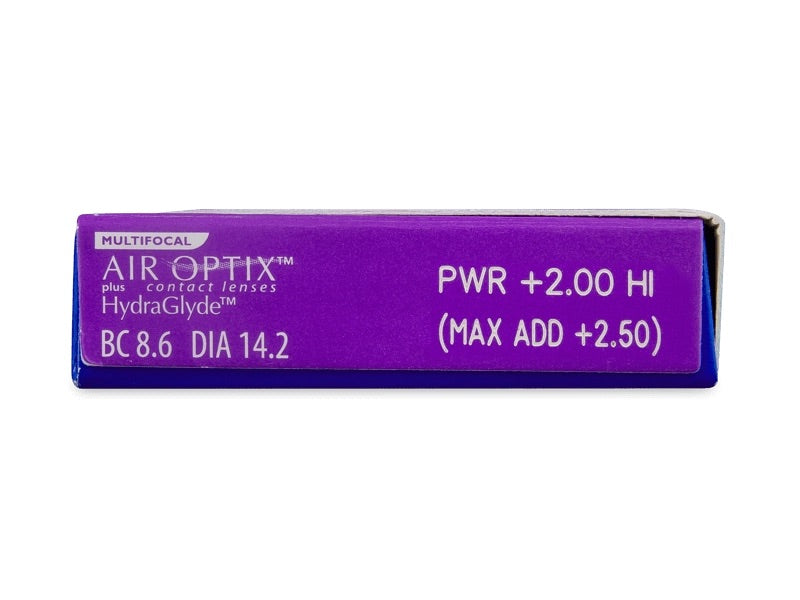 MULTIFOCAL
AIR OPTIX™
plus contact lenses
HydraGlyde™
BC 8.6 DIA 14.2
PWR +2.00 HI
(MAX ADD +2.50)